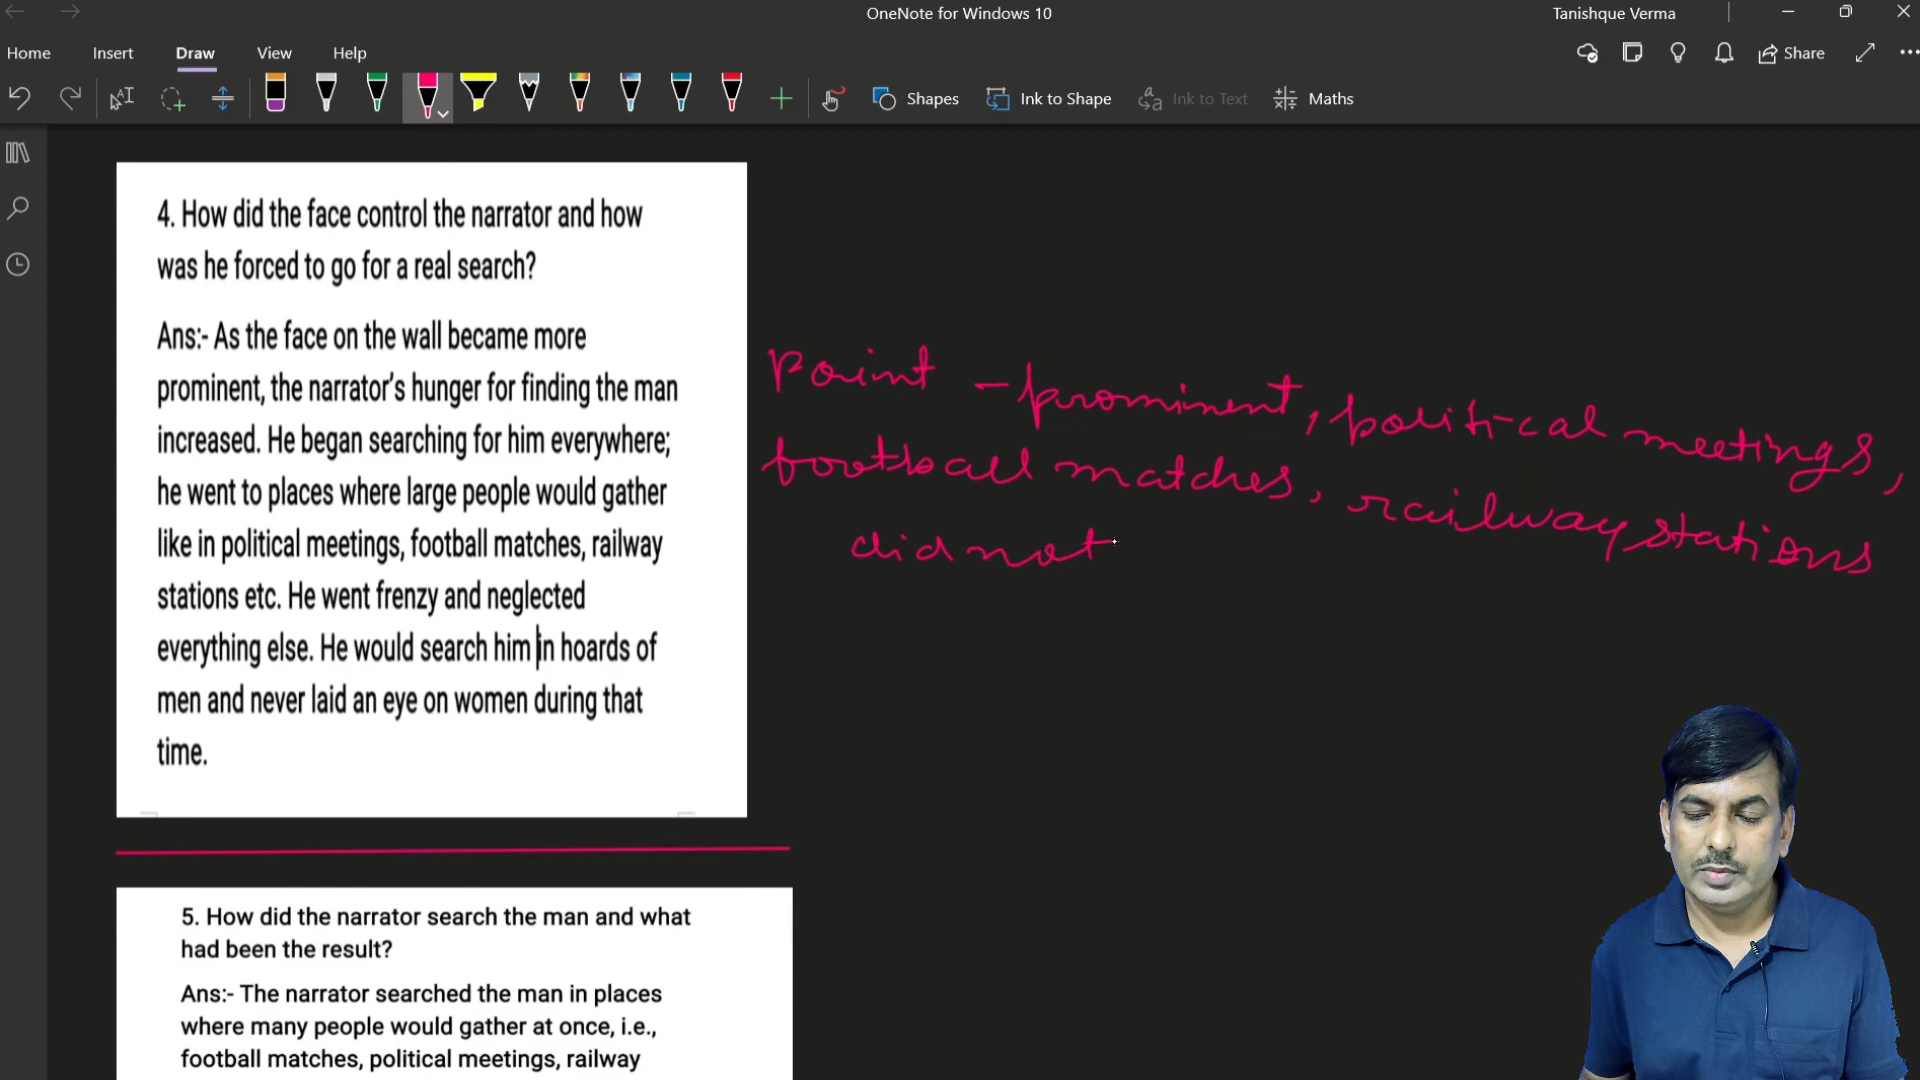 OneNote for Windows 10
Tanishque Verma
Home Insert Draw View Help
Share
Shapes Ink to Shape Ink to Text Maths
4. How did the face control the narrator and how
was he forced to go for a real search?
Ans:- As the face on the wall became more
prominent, the narrator's hunger for finding the man
increased. He began searching for him everywhere;
he went to places where large people would gather
like in political meetings, football matches, railway
stations etc. He went frenzy and neglected
everything else. He would search him in hoards of
men and never laid an eye on women during that
time.
Point - prominent, political meetings,
football matches, railway stations
did not
5. How did the narrator search the man and what
had been the result?
Ans:- The narrator searched the man in places
where many people would gather at once, i.e.,
football matches, political meetings, railway